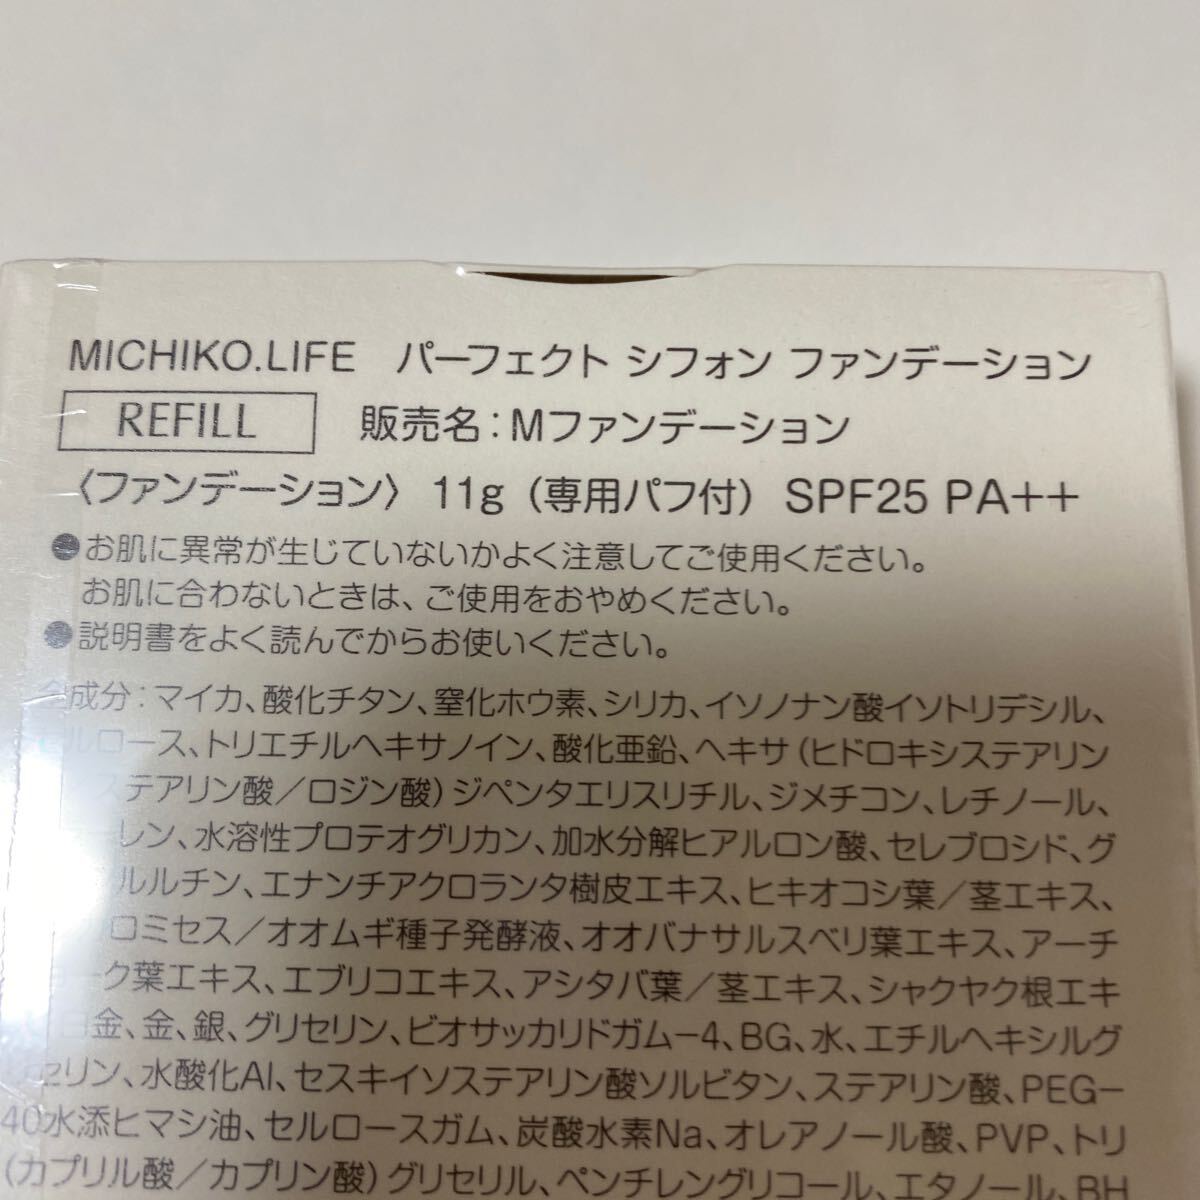 MICHIKO.LIFE パーフェクト シフォン ファンデーション
REFILL 販売名：Mファンデーション
〈ファンデーション〉 11g（専用パフ付） SPF25 PA++
●お肌に異常が生じていないかよく注意してご使用ください。
お肌に合わないときは、ご使用をおやめください。
●説明書をよく読んでからお使いください。
全成分：マイカ、酸化チタン、窒化ホウ素、シリカ、イソノナン酸イソトリデシル、
セルロース、トリエチルヘキサノイン、酸化亜鉛、ヘキサ（ヒドロキシステアリン
ステアリン酸／ロジン酸）ジペンタエリスリチル、ジメチコン、レチノール、
レン、水溶性プロテオグリカン、加水分解ヒアルロン酸、セレブロシド、グ
ルルチン、エナンチアクロランタ樹皮エキス、ヒキオコシ葉／茎エキス、
ロミセス／オオムギ種子発酵液、オオバナサルスベリ葉エキス、アーチ
ョーク葉エキス、エブリコエキス、アシタバ葉／茎エキス、シャクヤク根エキ
白金、金、銀、グリセリン、ビオサッカリドガム-4、BG、水、エチルヘキシルグ
セリン、水酸化Al、セスキイソステアリン酸ソルビタン、ステアリン酸、PEG-
40水添ヒマシ油、セルロースガム、炭酸水素Na、オレアノール酸、PVP、トリ
（カプリル酸／カプリン酸）グリセリル、ペンチレングリコール、エタノール、BH